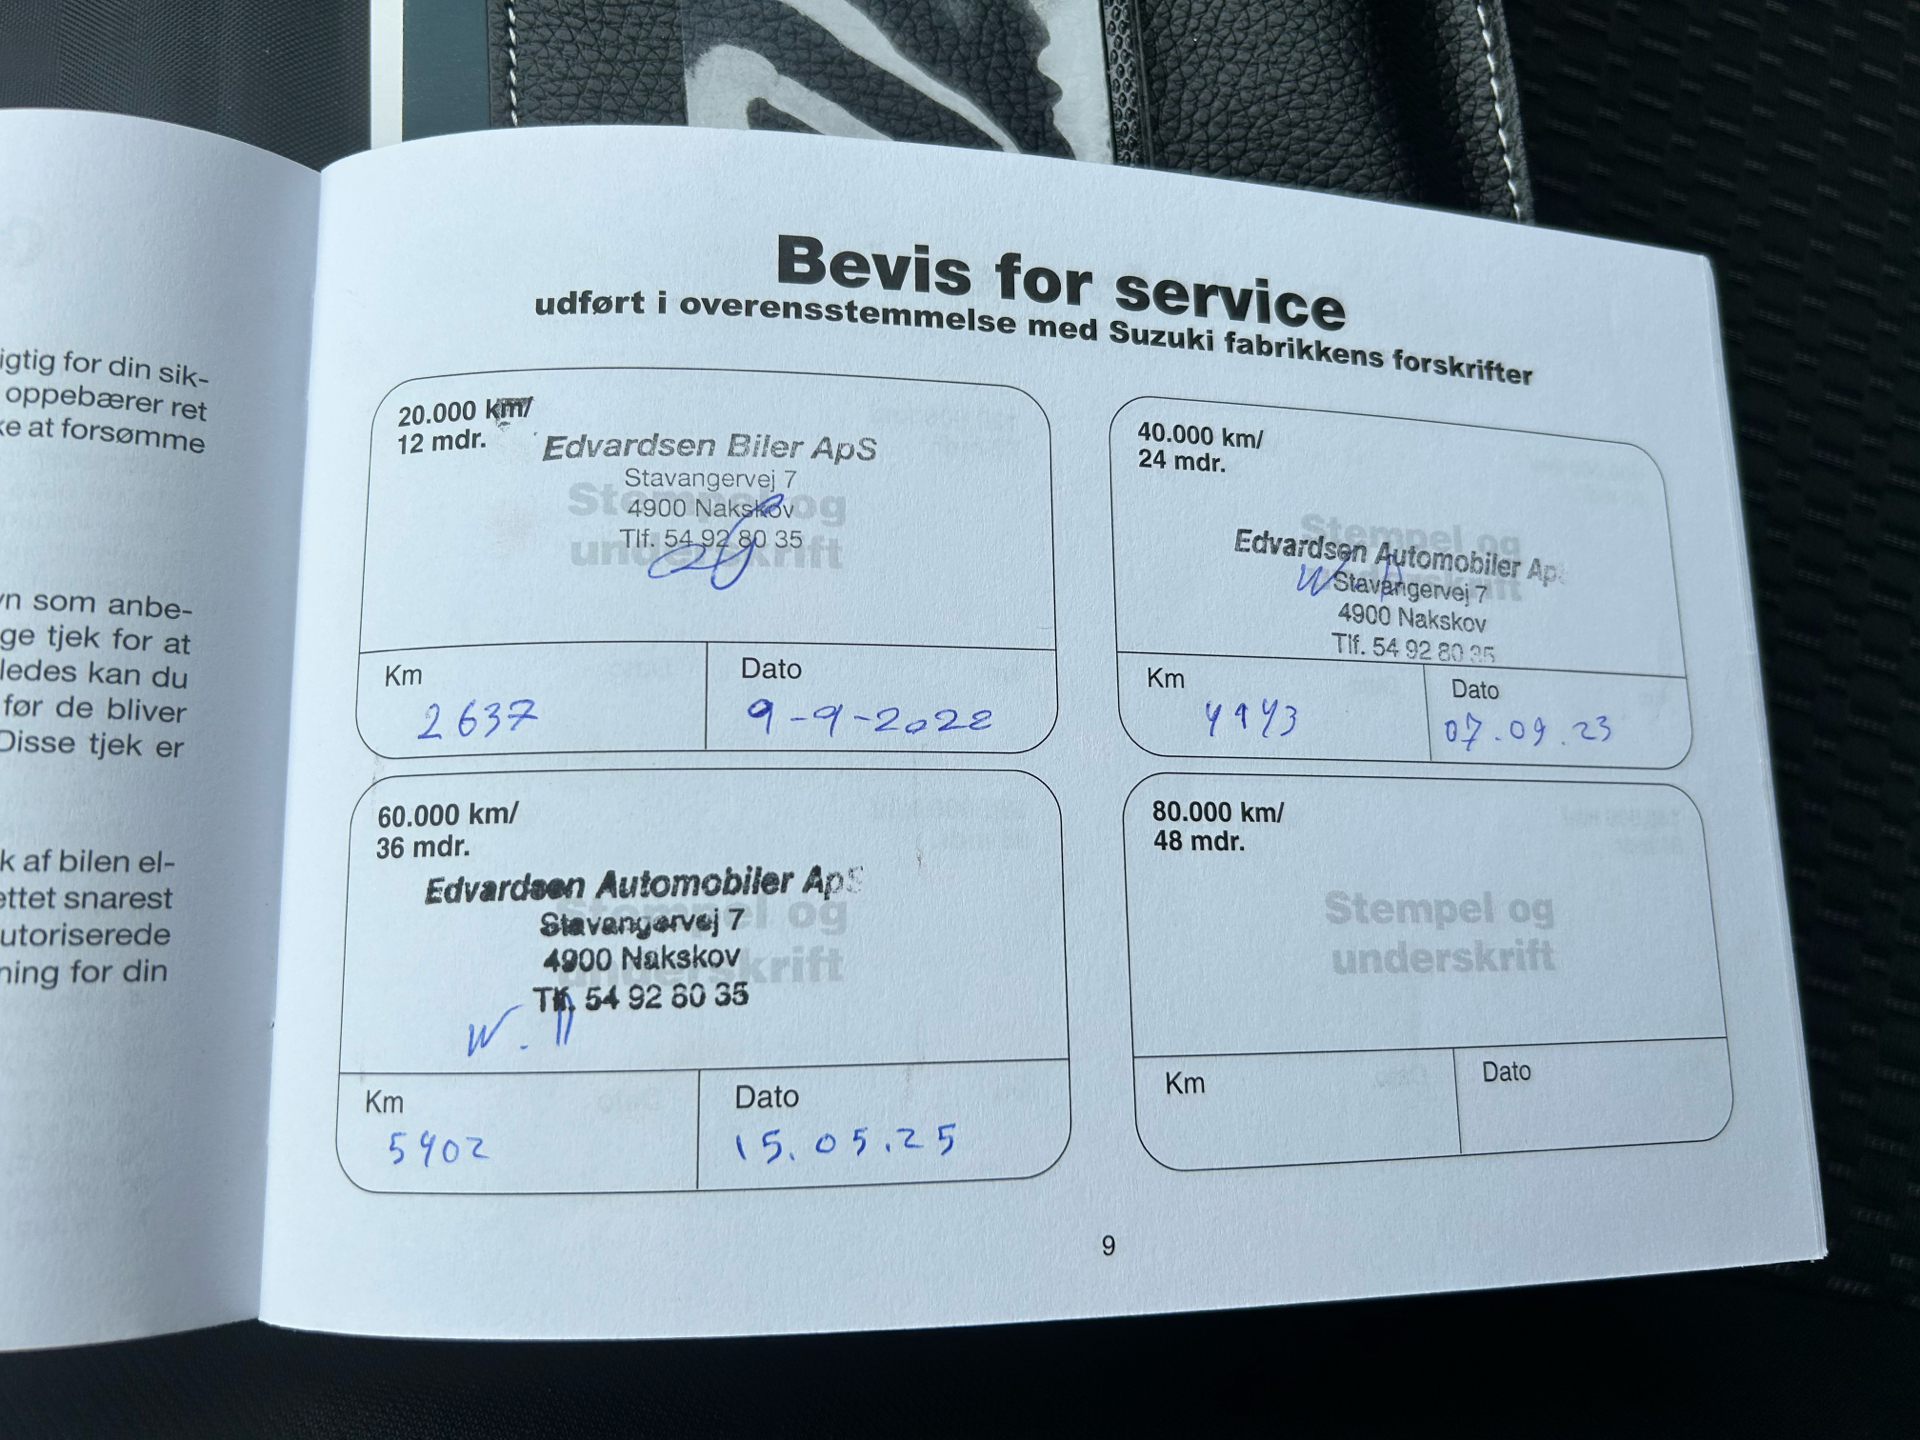 igtig for din sik-
oppebærer ret
ke at forsømme
vn som anbe-
ge tjek for at
ledes kan du
før de bliver
Disse tjek er
k af bilen el-
ettet snarest
utoriserede
ning for din
Bevis for service
udført i overensstemmelse med Suzuki fabrikkens forskrifter
20.000 km/
12 mdr.
Edvardsen Biler ApS
Stavangervej 7
4900 Nakskov
Tlf. 54 92 80 35
Stempel og
underskrift
Km
Dato
2637
9-9-2022
40.000 km/
24 mdr.
Stempel og
underskrift
Edvardsen Automobiler Ap
Stavangervej 7
4900 Nakskov
Tlf. 54 92 80 35
Km
Dato
07.09.23
60.000 km/
36 mdr.
Edvardsen Automobiler ApS
Stavangervej 7
4900 Nakskov
Tlf. 54 92 80 35
Stempel og
underskrift
Km
Dato
5902
15.05.25
80.000 km/
48 mdr.
Stempel og
underskrift
Km
Dato
9